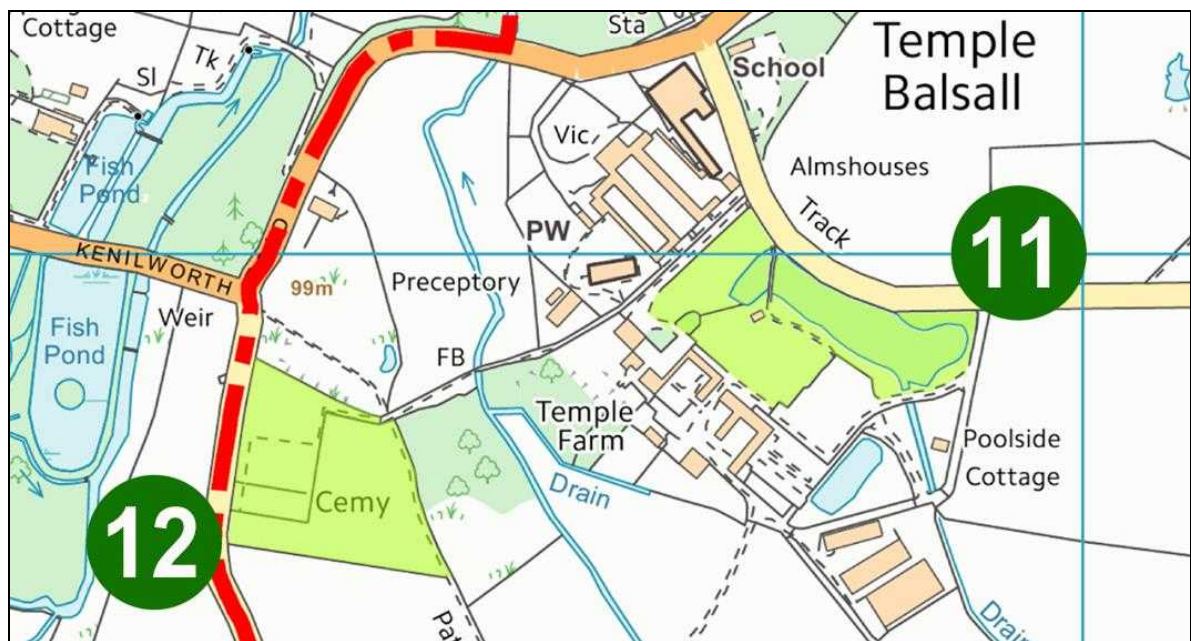 Cottage
Sta
Temple
Balsall
School
Sl
Tk
Vic
Almshouses
Fish
Pond
Track
PW
11
KENILWORTH
99m
Preceptory
Weir
Fish
Pond
FB
Temple
Farm
Poolside
Cottage
Drain
Cemy
12
Drain